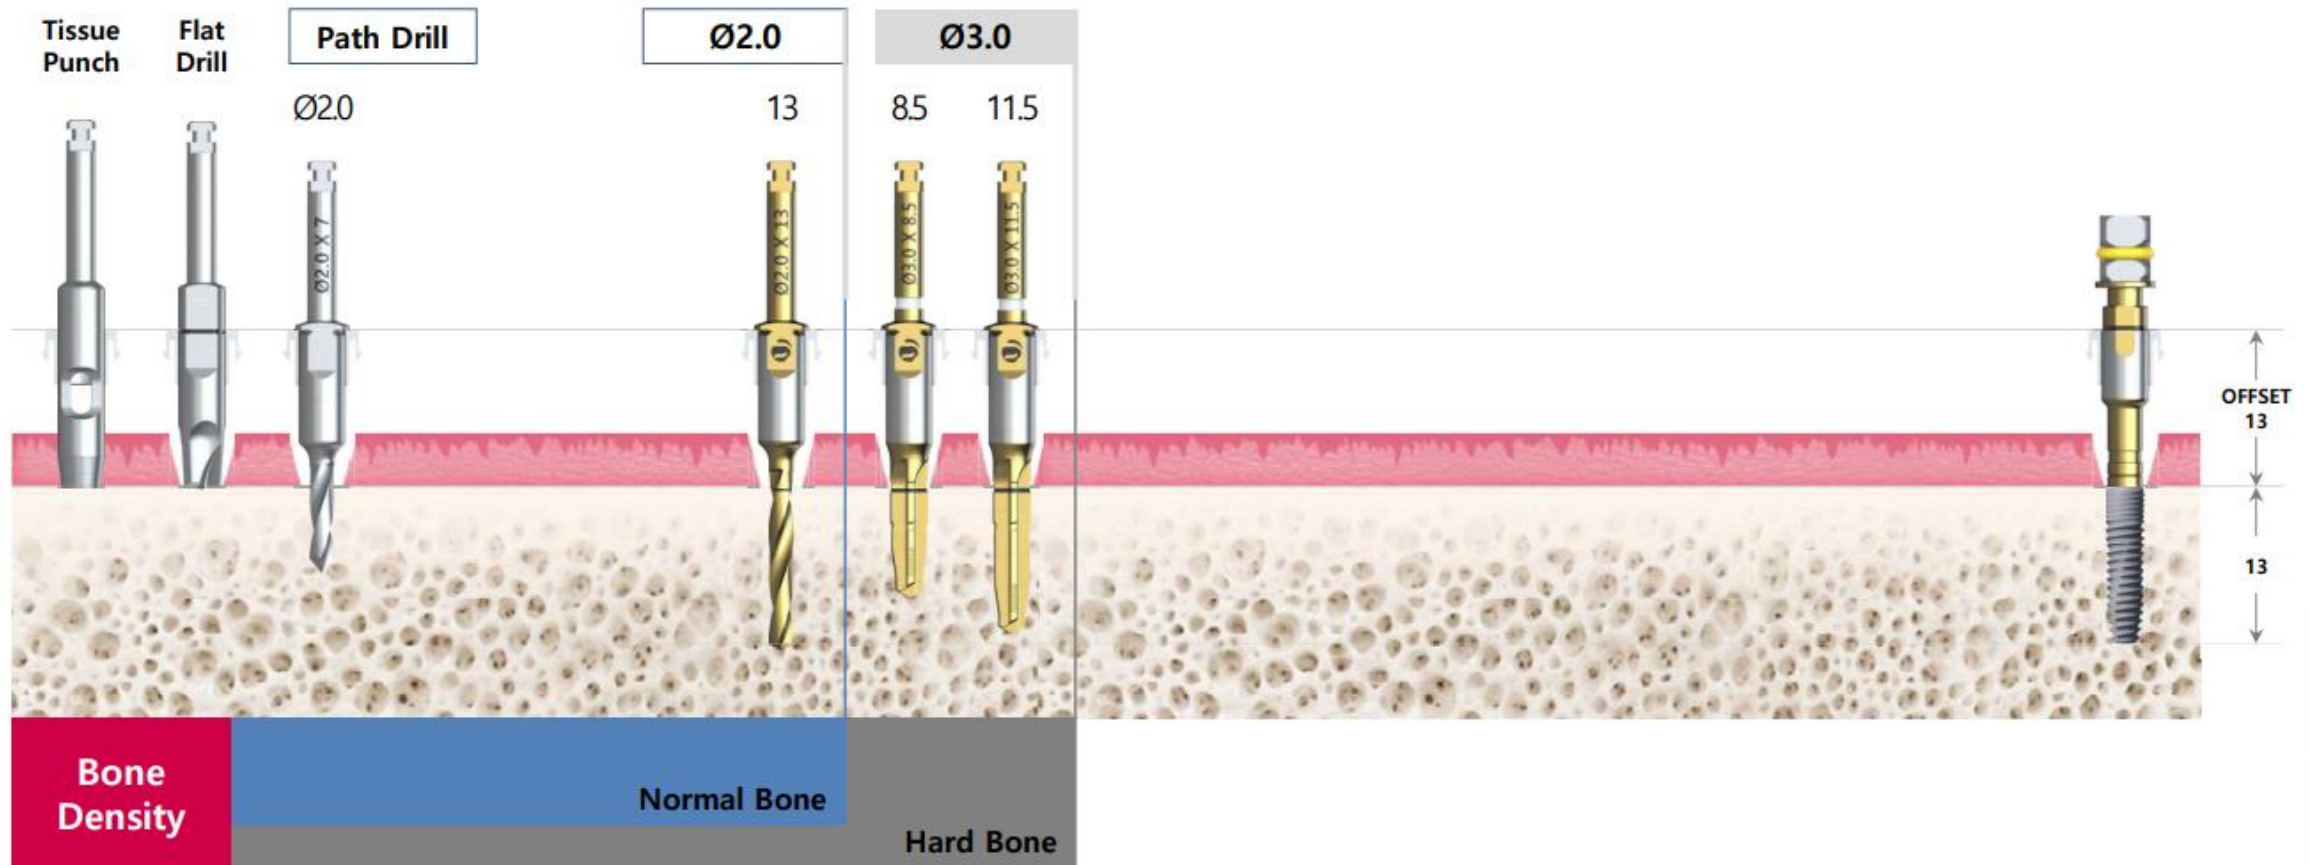 Tissue
Punch
Flat
Drill
Path Drill
Ø2.0
Ø3.0
Ø2.0
13
8.5
11.5
Ø2.0 X 7
Ø2.0 X 13
Ø3.0 X 8.5
Ø3.0 X 11.5
OFFSET
13
13
Bone
Density
Normal Bone
Hard Bone